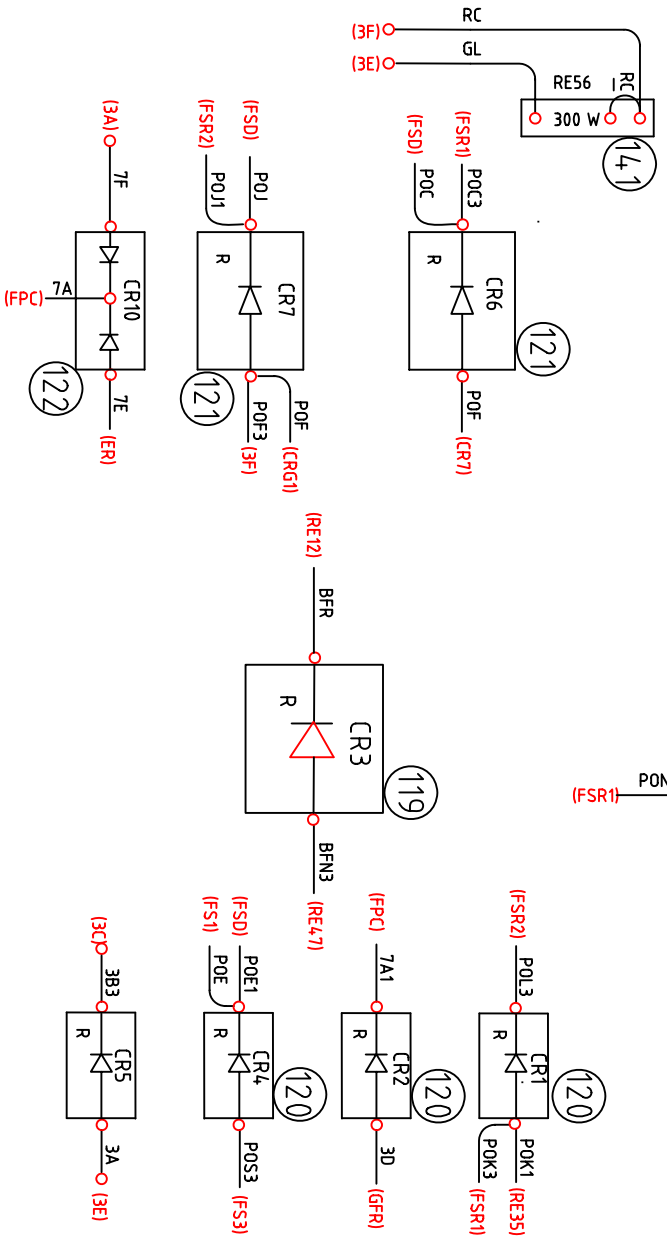 RC
(3F)
GL
(3E)
RE56
RC
300 W
141
(3A)
7F
CR10
7A
(FPC)
7E
(ER)
122
(FSR2)
(FSD)
POJ1
POJ
R
CR7
121
POF3
POF
(3F)
(CRG1)
(FSD)
(FSR1)
POC
POC3
R
CR6
121
POF
(CR7)
(RE12)
BFR
R
CR3
119
BFN3
(RE47)
(FSR1)
PON
(3C)
3B3
R
CR5
3A
(3E)
(FS1)
(FSD)
POE
POE1
R
CR4
120
POS3
(FS3)
(FPC)
7A1
R
CR2
120
3D
(GFR)
(FSR2)
POL3
R
CR1
120
POK3
POK1
(FSR1)
(RE35)